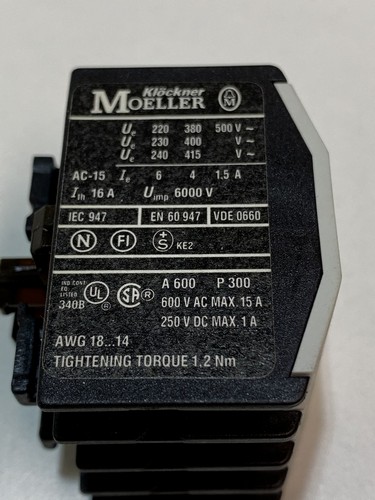 Klöckner
MOELLER
Ue 220 380 500 V ~
Ue 230 400 V ~
Ue 240 415 V ~
AC-15 Ie 6 4 1.5 A
Ith 16 A Uimp 6000 V
IEC 947 EN 60 947 VDE 0660
N FI +S KE2
IND. CONT. EQ. LISTED 340B UL ® SA ® A 600 P 300
600 V AC MAX. 15 A
250 V DC MAX. 1 A
AWG 18...14
TIGHTENING TORQUE 1,2 Nm